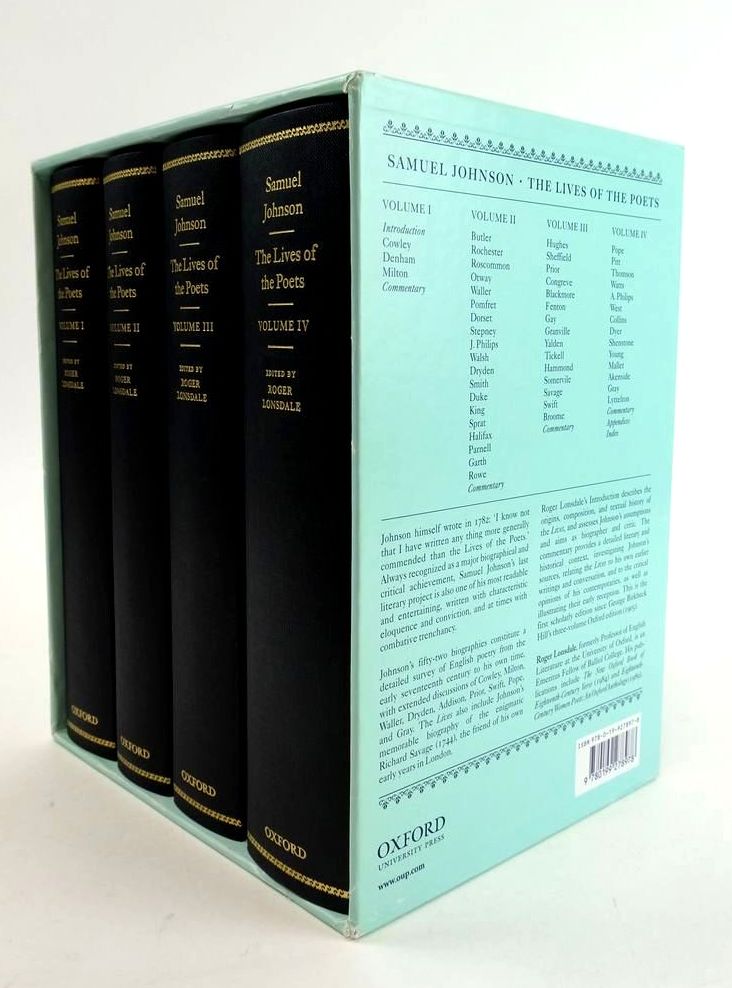 Samuel
Johnson
The Lives of
the Poets
VOLUME I
EDITED BY
ROGER
LONSDALE
OXFORD
Samuel
Johnson
The Lives of
the Poets
VOLUME II
EDITED BY
ROGER
LONSDALE
OXFORD
Samuel
Johnson
The Lives of
the Poets
VOLUME III
EDITED BY
ROGER
LONSDALE
OXFORD
Samuel
Johnson
The Lives of
the Poets
VOLUME IV
EDITED BY
ROGER
LONSDALE
OXFORD
SAMUEL JOHNSON · THE LIVES OF THE POETS
VOLUME I
Introduction
Cowley
Denham
Milton
Commentary
VOLUME II
Butler
Rochester
Roscommon
Otway
Waller
Pomfret
Dorset
Stepney
J. Philips
Walsh
Dryden
Smith
Duke
King
Sprat
Halifax
Parnell
Garth
Rowe
Commentary
VOLUME III
Hughes
Sheffield
Prior
Congreve
Blackmore
Fenton
Gay
Granville
Yalden
Tickell
Hammond
Somervile
Savage
Swift
Broome
Commentary
VOLUME IV
Pope
Pitt
Thomson
Watts
A. Philips
West
Collins
Dyer
Shenstone
Young
Mallet
Akenside
Gray
Lyttelton
Commentary
Appendices
Index
Johnson himself wrote in 1782: 'I know not
that I have written any thing more generally
commended than the Lives of the Poets.'
Always recognized as a major biographical and
critical achievement, Samuel Johnson's last
literary project is also one of his most readable
and entertaining, written with characteristic
eloquence and conviction, and at times with
combative trenchancy.
Johnson's fifty-two biographies constitute a
detailed survey of English poetry from the
early seventeenth century to his own time,
with extended discussions of Cowley, Milton,
Waller, Dryden, Addison, Prior, Swift, Pope,
and Gray. The Lives also include Johnson's
memorable biography of the enigmatic
Richard Savage (1744), the friend of his own
early years in London.
Roger Lonsdale's Introduction describes the
origins, composition, and textual history of
the Lives, and assesses Johnson's assumptions
and aims as biographer and critic. The
commentary provides a detailed literary and
historical context, investigating Johnson's
sources, relating the Lives to his own earlier
writings and conversation, and to the critical
opinions of his contemporaries, as well as
illustrating their early reception. This is the
first scholarly edition since George Birkbeck
Hill's three-volume Oxford edition (1905).
Roger Lonsdale, formerly Professor of English
Literature at the University of Oxford, is an
Emeritus Fellow of Balliol College. His pub-
lications include The New Oxford Book of
Eighteenth-Century Verse (1984) and Eighteenth-
Century Women Poets: An Oxford Anthology (1989).
ISBN 978-0-19-927897-8
9 780199 278978
OXFORD
UNIVERSITY PRESS
www.oup.com